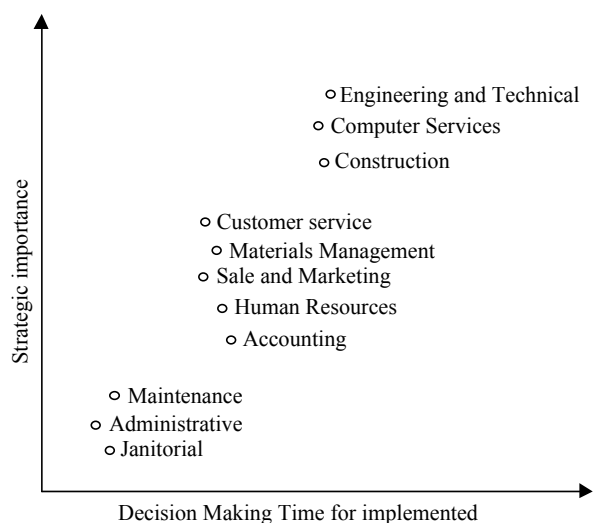 Engineering and Technical
Computer Services
Construction
Customer service
Materials Management
Sale and Marketing
Human Resources
Accounting
Maintenance
Administrative
Janitorial
Strategic importance
Decision Making Time for implemented